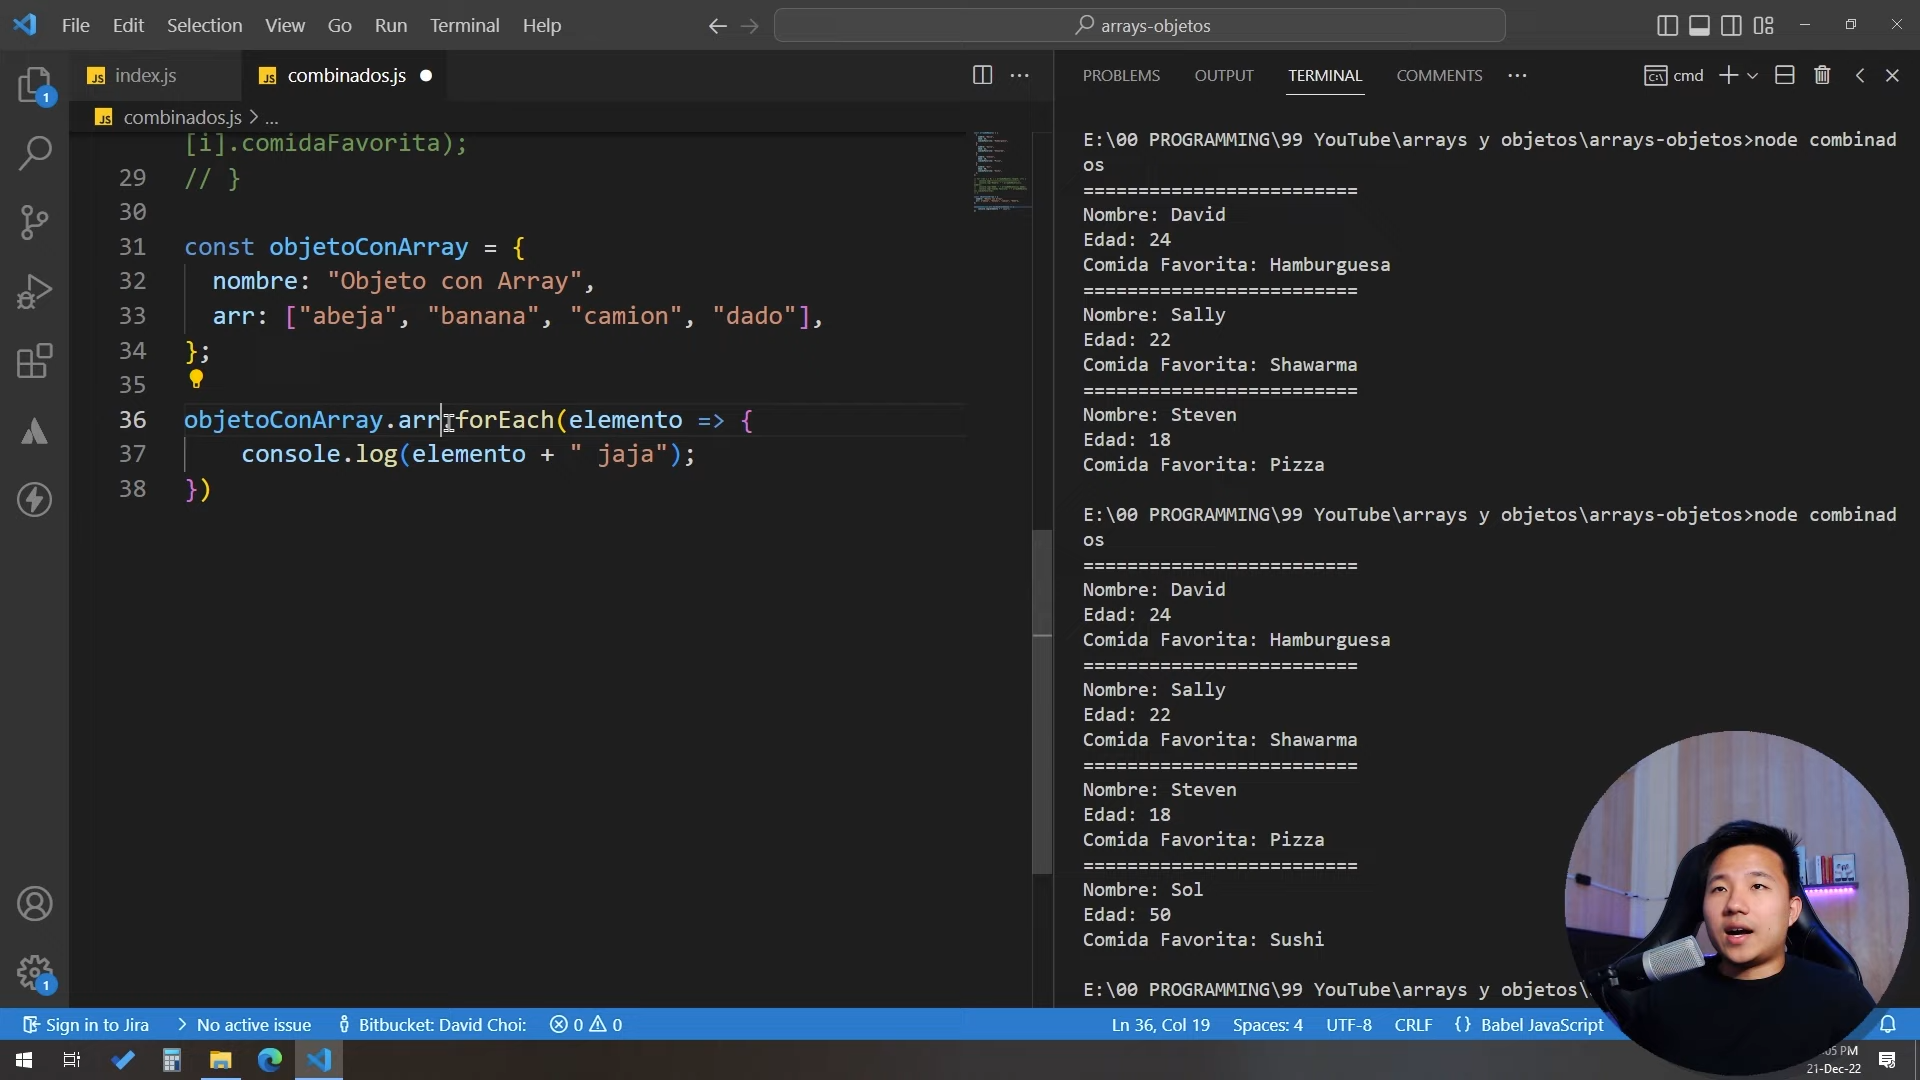 File Edit Selection View Go Run Terminal Help
arrays-objetos
JS index.js
JS combinados.js
JS combinados.js > ...
[i].comidaFavorita);
29 // }
30
31 const objetoConArray = {
32 nombre: "Objeto con Array",
33 arr: ["abeja", "banana", "camion", "dado"],
34 };
35
36 objetoConArray.arr.forEach(elemento => {
37 console.log(elemento + " jaja");
38 })
1
1
PROBLEMS OUTPUT TERMINAL COMMENTS
cmd
E:\00 PROGRAMMING\99 YouTube\arrays y objetos\arrays-objetos>node combinad
os
=========================
Nombre: David
Edad: 24
Comida Favorita: Hamburguesa
=========================
Nombre: Sally
Edad: 22
Comida Favorita: Shawarma
=========================
Nombre: Steven
Edad: 18
Comida Favorita: Pizza
E:\00 PROGRAMMING\99 YouTube\arrays y objetos\arrays-objetos>node combinad
os
=========================
Nombre: David
Edad: 24
Comida Favorita: Hamburguesa
=========================
Nombre: Sally
Edad: 22
Comida Favorita: Shawarma
=========================
Nombre: Steven
Edad: 18
Comida Favorita: Pizza
=========================
Nombre: Sol
Edad: 50
Comida Favorita: Sushi
E:\00 PROGRAMMING\99 YouTube\arrays y objetos\
Sign in to Jira > No active issue Bitbucket: David Choi: 0 0 Ln 36, Col 19 Spaces: 4 UTF-8 CRLF {} Babel JavaScript
05 PM
21-Dec-22